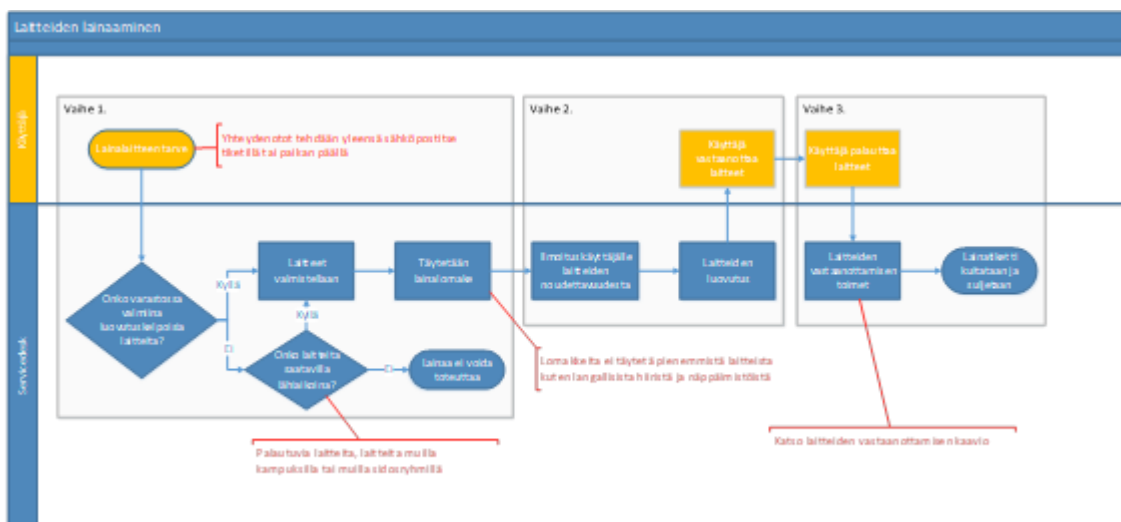 Laitteiden lainaaminen
Käyttäjä
Vaihe 1.
Lainalaitteen tarve
Yhteydenotot tehdään yleensä sähköpostitse
tiketillä tai paikan päällä
Vaihe 2.
Käyttäjä
vastaanottaa
laitteet
Vaihe 3.
Käyttäjä palauttaa
laitteet
Servicedesk
Onko varastossa
valmiina
luovutuskelpoisia
laitteita?
Kyllä
Ei
Laitteet
valmistellaan
Täytetään
lainalomake
Kyllä
Onko laitteita
saatavilla
lähiaikoina?
Ei
lainaa ei voida
toteuttaa
Ilmoitus käyttäjälle
laitteiden
noudettavuudesta
Laitteiden
luovutus
Laitteiden
vastaanottamisen
toimet
Lainatiketti
kuitataan ja
suljetaan
Lomakkeita ei täytetä pienemmistä laitteista
kuten langallisista hiiristä ja näppäimistöistä
Palautuvia laitteita, laitteita muilla
kampuksilla tai muilla sidosryhmillä
Katso laitteiden vastaanottamisen kaavio